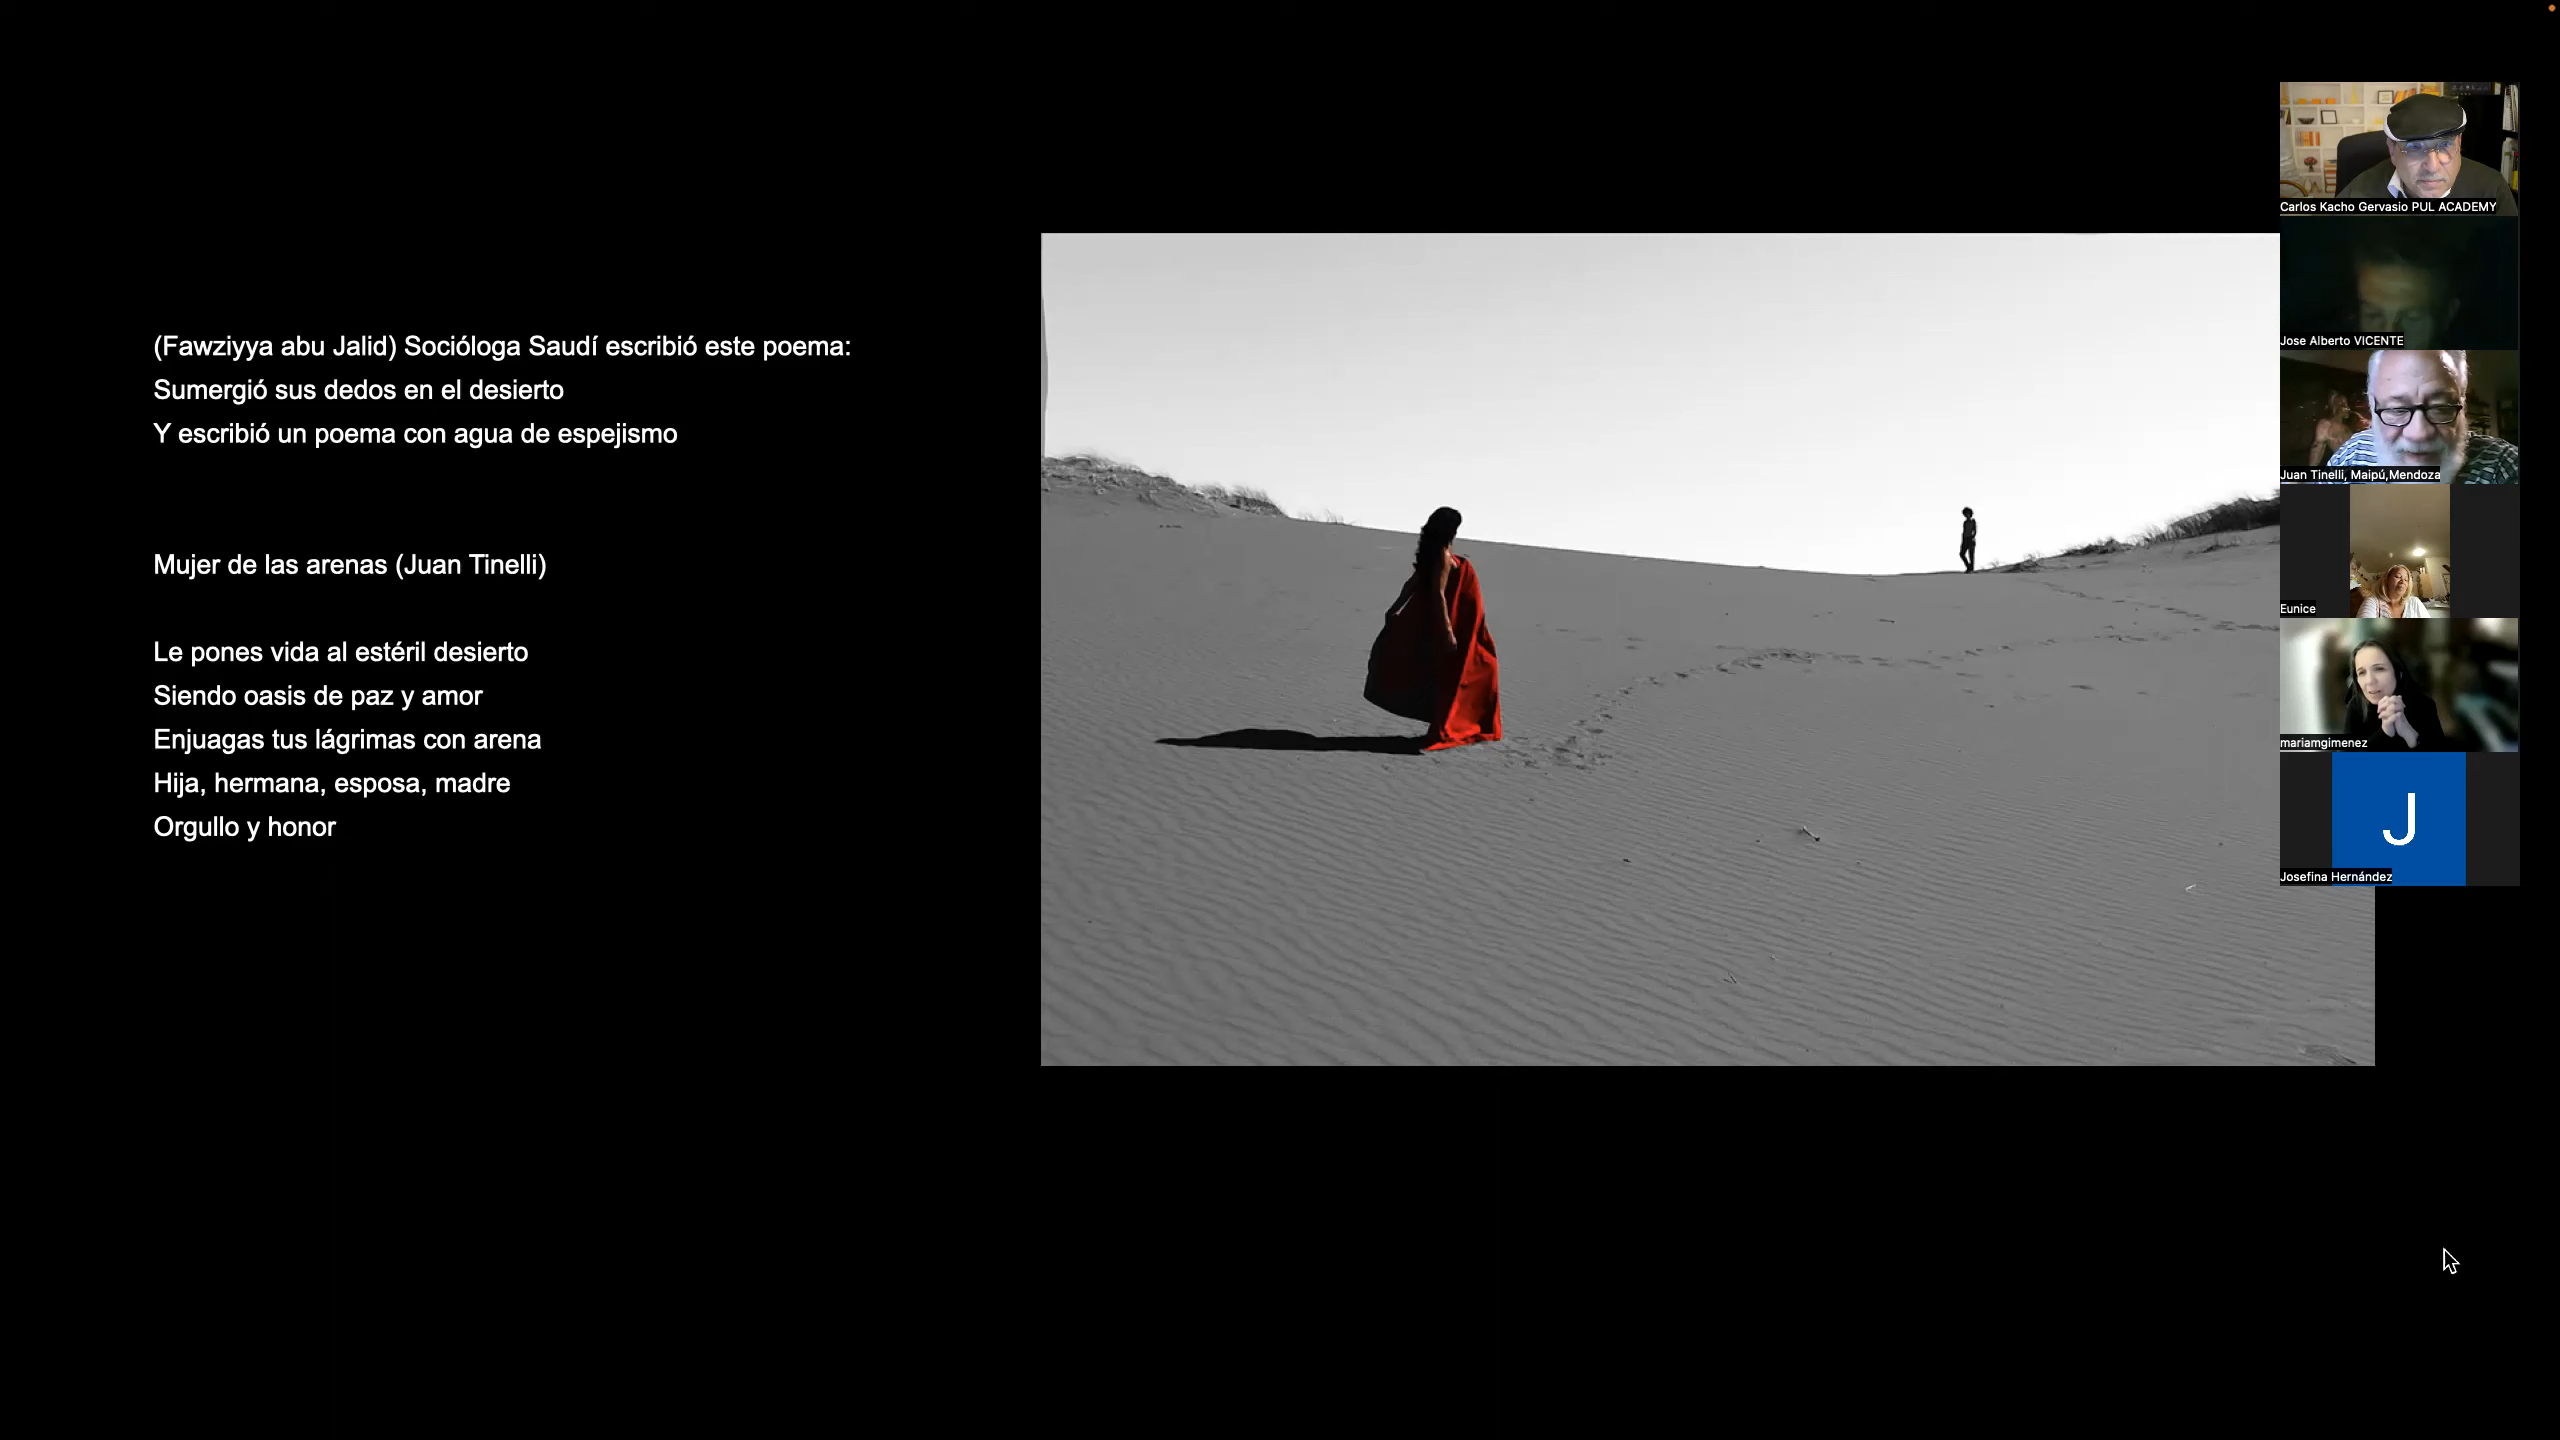 (Fawziyya abu Jalid) Socióloga Saudí escribió este poema:
Sumergió sus dedos en el desierto
Y escribió un poema con agua de espejismo
Mujer de las arenas (Juan Tinelli)
Le pones vida al estéril desierto
Siendo oasis de paz y amor
Enjuagas tus lágrimas con arena
Hija, hermana, esposa, madre
Orgullo y honor
Carlos Kacho Gervasio PUL ACADEMY
Jose Alberto VICENTE
Juan Tinelli, Maipú,Mendoza
Eunice
mariamgimenez
J
Josefina Hernández